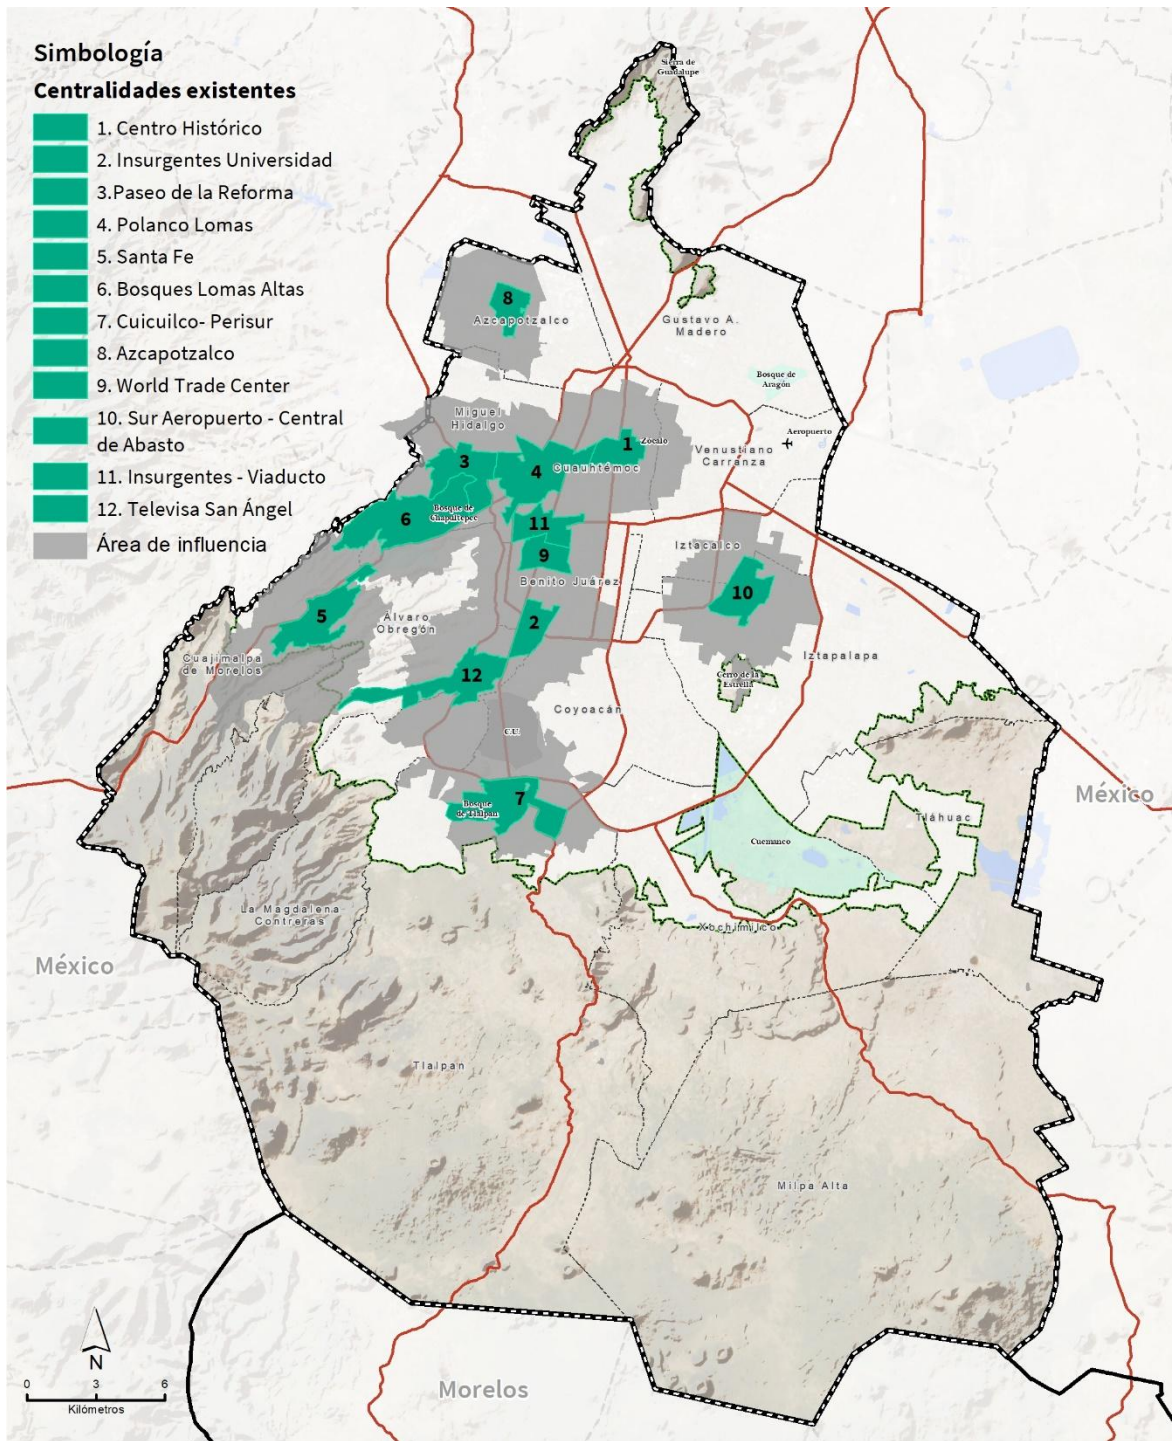 Simbología
Centralidades existentes
1. Centro Histórico
2. Insurgentes Universidad
3.Paseo de la Reforma
4. Polanco Lomas
5. Santa Fe
6. Bosques Lomas Altas
7. Cuicuilco- Perisur
8. Azcapotzalco
9. World Trade Center
10. Sur Aeropuerto - Central
de Abasto
11. Insurgentes - Viaducto
12. Televisa San Ángel
Área de influencia
Sierra de
Guadalupe
8
Azcapotzalco
Gustavo A.
Madero
Bosque de
Aragón
Miguel
Hidalgo
Aeropuerto
1
Zócalo
Venustiano
Carranza
3
4
Cuauhtémoc
Bosque de
Chapultepec
6
11
9
Iztacalco
Benito Juárez
10
5
Álvaro
Obregón
2
Cuajimalpa
de Morelos
Iztapalapa
12
Cerro de la
Estrella
Coyoacán
C.U.
México
7
Bosque
de Tlalpan
Tláhuac
Cuemanco
La Magdalena
Contreras
Xochimilco
México
Tlalpan
Milpa Alta
N
0 3 6
Kilómetros
Morelos